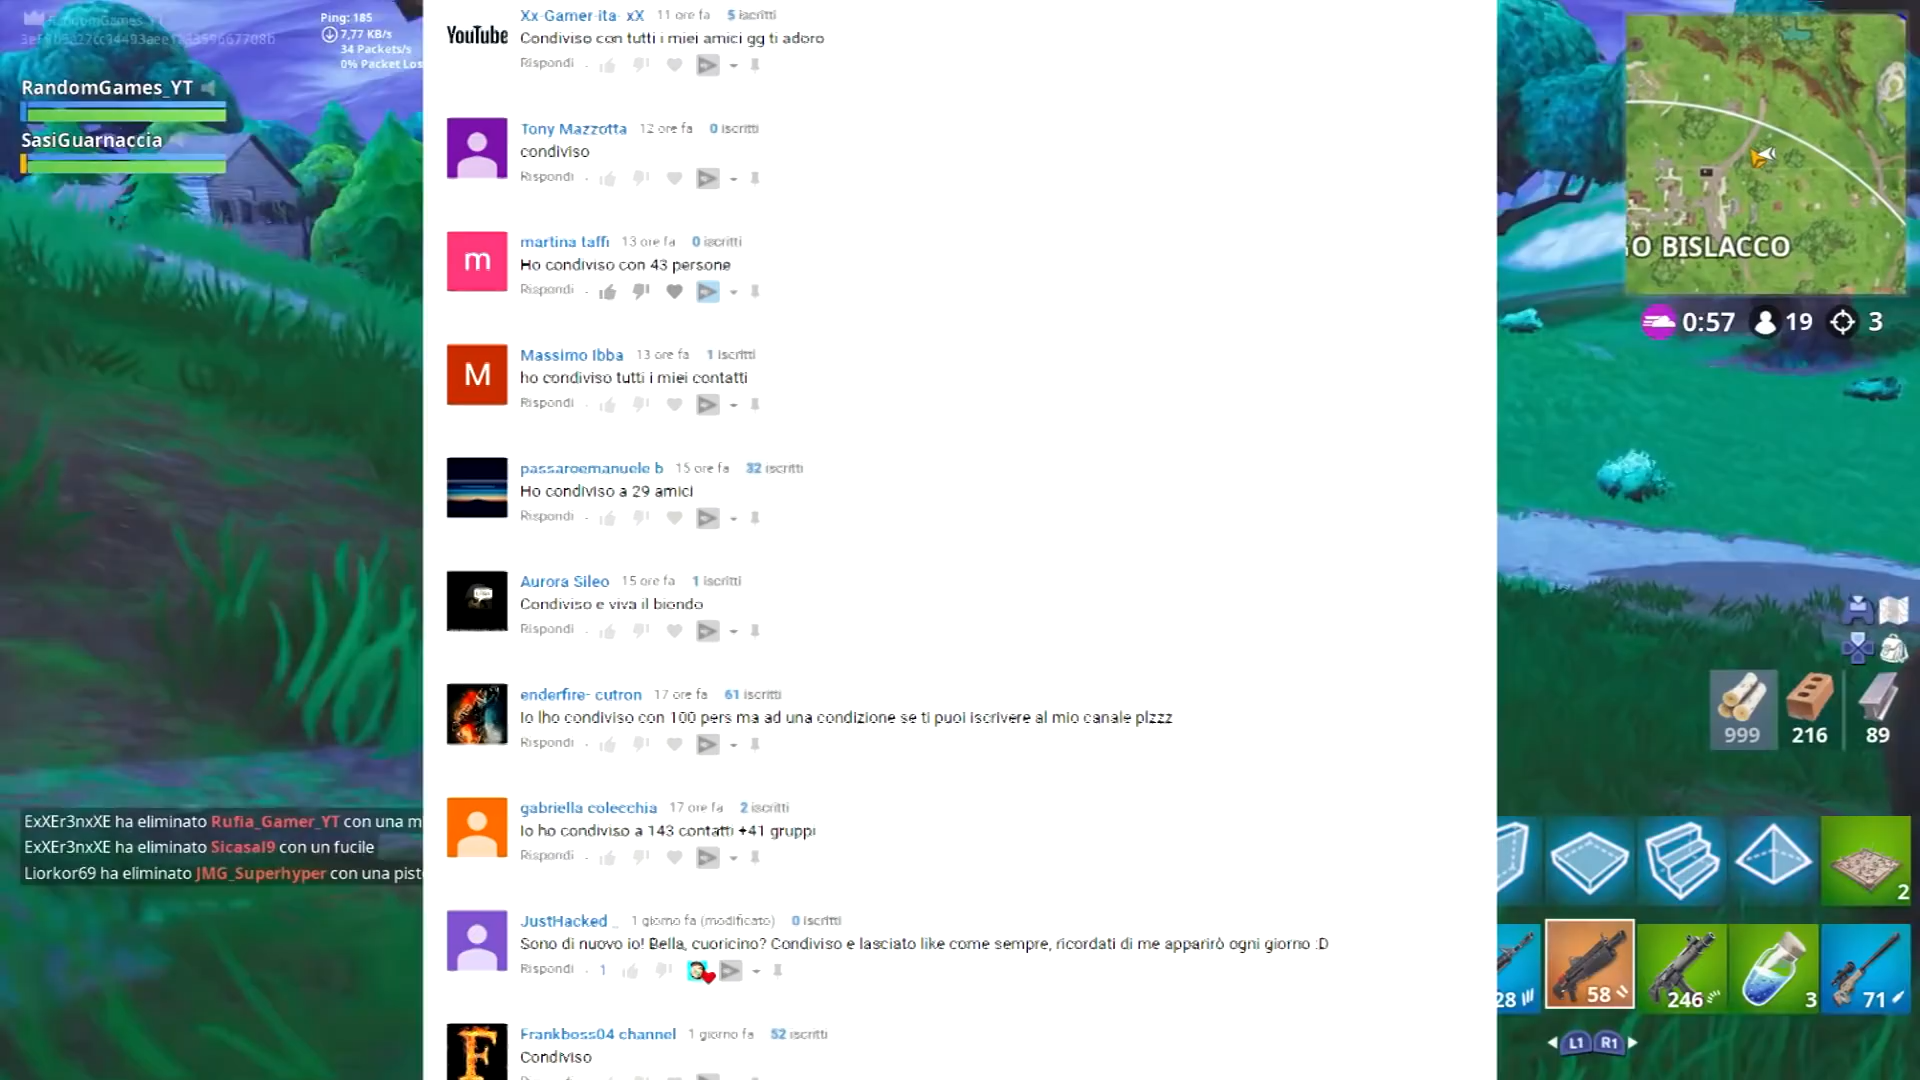 RandomGames_YT
Ping: 185
7,77 KB/s
34 Packets/s
0% Packet Los
RandomGames_YT
SasiGuarnaccia
YouTube
Xx-Gamer-ita- xX 11 ore fa 5 iscritti
Condiviso con tutti i miei amici gg ti adoro
Rispondi
Tony Mazzotta 12 ore fa 0 iscritti
condiviso
Rispondi
m
martina taffi 13 ore fa 0 iscritti
Ho condiviso con 43 persone
Rispondi
M
Massimo Ibba 13 ore fa 1 iscritti
ho condiviso tutti i miei contatti
Rispondi
passaroemanuele b 15 ore fa 32 iscritti
Ho condiviso a 29 amici
Rispondi
Aurora Sileo 15 ore fa 1 iscritti
Condiviso e viva il biondo
Rispondi
enderfire- cutron 17 ore fa 61 iscritti
Io lho condiviso con 100 pers ma ad una condizione se ti puoi iscrivere al mio canale plzzz
Rispondi
gabriella colecchia 17 ore fa 2 iscritti
Io ho condiviso a 143 contatti +41 gruppi
Rispondi
JustHacked _ 1 giorno fa (modificato) 0 iscritti
Sono di nuovo io! Bella, cuoricino? Condiviso e lasciato like come sempre, ricordati di me apparirò ogni giorno :D
Rispondi 1
F
Frankboss04 channel 1 giorno fa 52 iscritti
Condiviso
GO BISLACCO
0:57 19 3
999 216 89
ExXEr3nxXE ha eliminato Rufia_Gamer_YT con una m
ExXEr3nxXE ha eliminato Sicasal9 con un fucile
Liorkor69 ha eliminato JMG_Superhyper con una pist
2
28 58 246 3 71
L1 R1